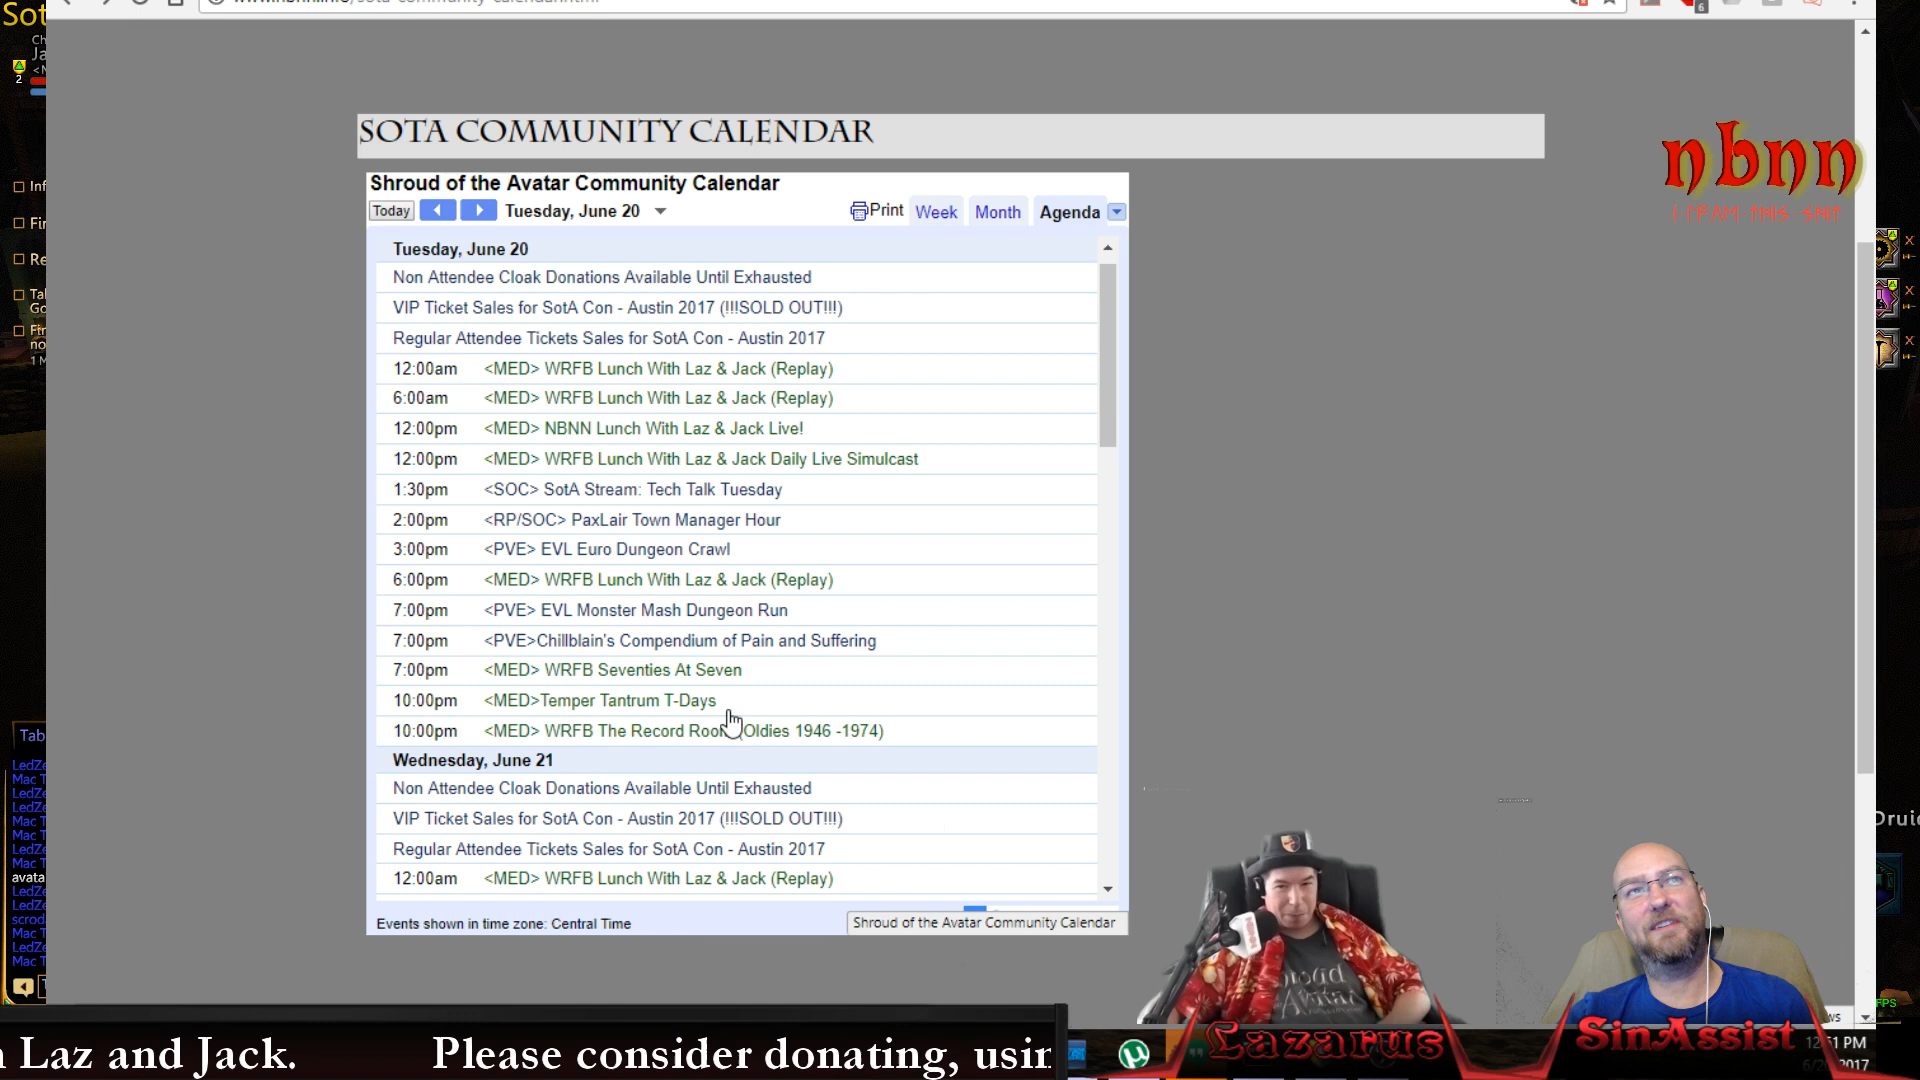 SOTA COMMUNITY CALENDAR
nbnn
Shroud of the Avatar Community Calendar
Today Tuesday, June 20 Print Week Month Agenda
Tuesday, June 20
Non Attendee Cloak Donations Available Until Exhausted
VIP Ticket Sales for SotA Con - Austin 2017 (!!!SOLD OUT!!!)
Regular Attendee Tickets Sales for SotA Con - Austin 2017
12:00am <MED> WRFB Lunch With Laz & Jack (Replay)
6:00am <MED> WRFB Lunch With Laz & Jack (Replay)
12:00pm <MED> NBNN Lunch With Laz & Jack Live!
12:00pm <MED> WRFB Lunch With Laz & Jack Daily Live Simulcast
1:30pm <SOC> SotA Stream: Tech Talk Tuesday
2:00pm <RP/SOC> PaxLair Town Manager Hour
3:00pm <PVE> EVL Euro Dungeon Crawl
6:00pm <MED> WRFB Lunch With Laz & Jack (Replay)
7:00pm <PVE> EVL Monster Mash Dungeon Run
7:00pm <PVE>Chillblain's Compendium of Pain and Suffering
7:00pm <MED> WRFB Seventies At Seven
10:00pm <MED>Temper Tantrum T-Days
10:00pm <MED> WRFB The Record (Oldies 1946 -1974)
Wednesday, June 21
Non Attendee Cloak Donations Available Until Exhausted
VIP Ticket Sales for SotA Con - Austin 2017 (!!!SOLD OUT!!!)
Regular Attendee Tickets Sales for SotA Con - Austin 2017
12:00am <MED> WRFB Lunch With Laz & Jack (Replay)
Events shown in time zone: Central Time
Shroud of the Avatar Community Calendar
Shroud of the Avatar
Laz and Jack. Please consider donating, usin
Lazarus
SinAssist
PM
FPS